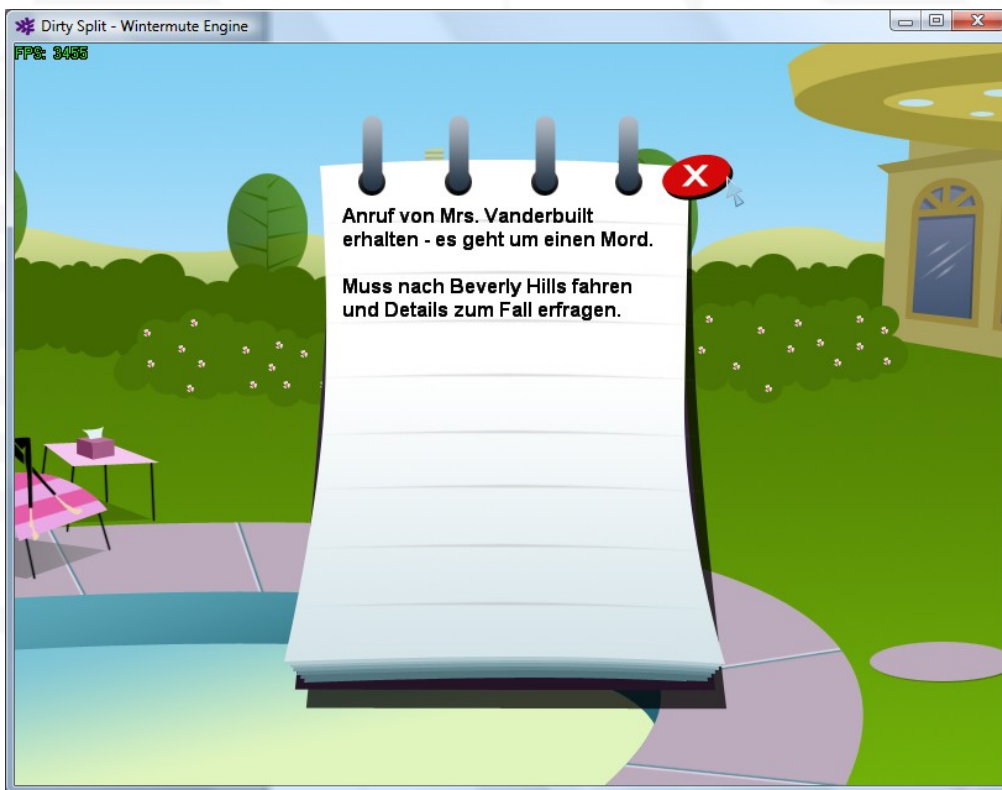 Dirty Split - Wintermute Engine
FPS: 3455
X
Anruf von Mrs. Vanderbuilt
erhalten - es geht um einen Mord.
Muss nach Beverly Hills fahren
und Details zum Fall erfragen.